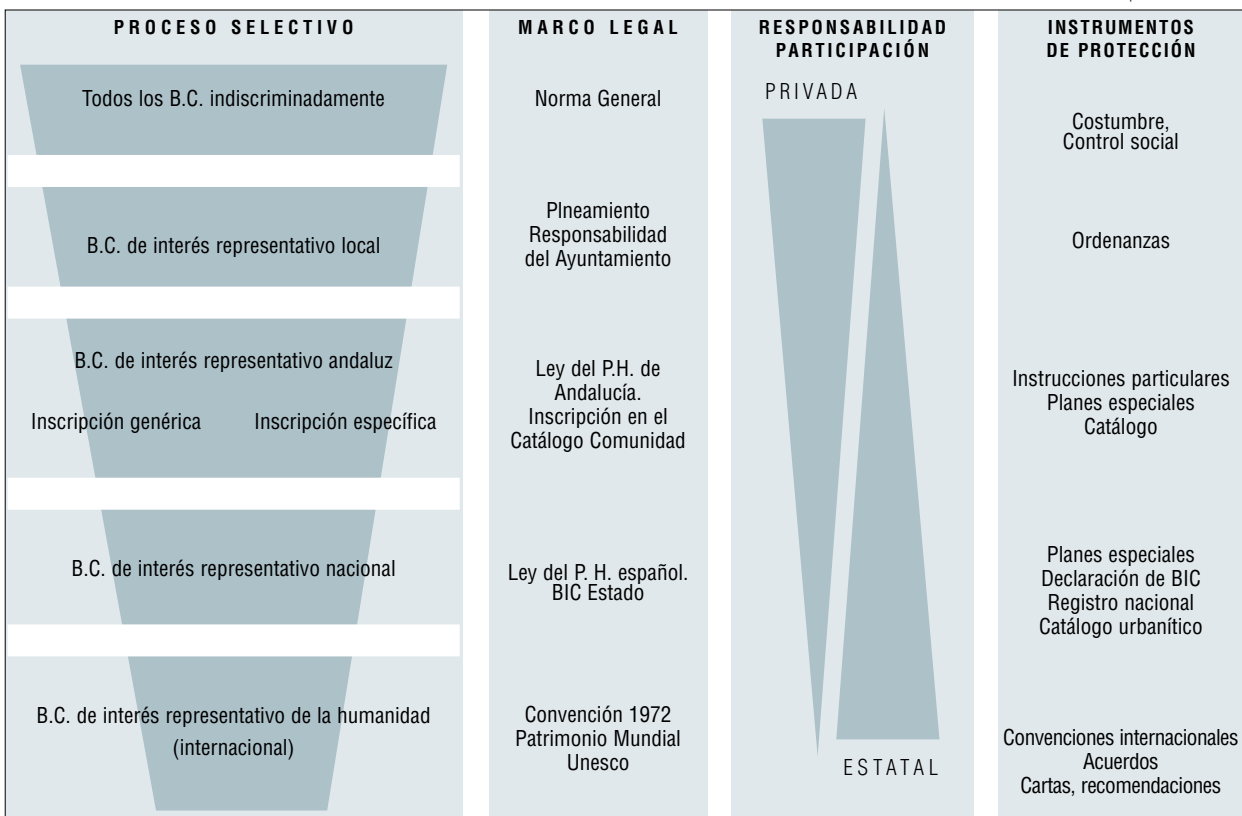 PROCESO SELECTIVO
Todos los B.C. indiscriminadamente
B.C. de interés representativo local
B.C. de interés representativo andaluz
Inscripción genérica Inscripción específica
B.C. de interés representativo nacional
B.C. de interés representativo de la humanidad
(internacional)
MARCO LEGAL
Norma General
Plneamiento
Responsabilidad
del Ayuntamiento
Ley del P.H. de
Andalucía.
Inscripción en el
Catálogo Comunidad
Ley del P. H. español.
BIC Estado
Convención 1972
Patrimonio Mundial
Unesco
RESPONSABILIDAD
PARTICIPACIÓN
PRIVADA
ESTATAL
INSTRUMENTOS
DE PROTECCIÓN
Costumbre,
Control social
Ordenanzas
Instrucciones particulares
Planes especiales
Catálogo
Planes especiales
Declaración de BIC
Registro nacional
Catálogo urbanítico
Convenciones internacionales
Acuerdos
Cartas, recomendaciones